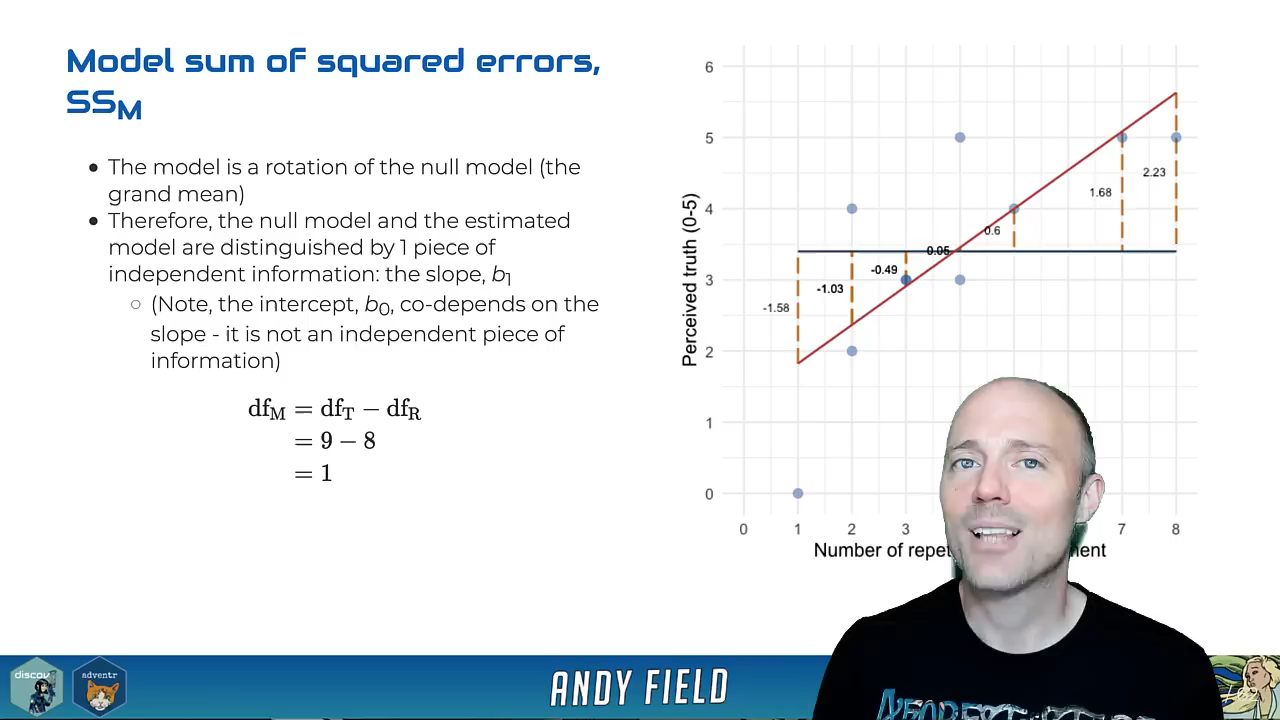 Model sum of squared errors,
SSM
• The model is a rotation of the null model (the
grand mean)
• Therefore, the null model and the estimated
model are distinguished by 1 piece of
independent information: the slope, b1
○ (Note, the intercept, b0, co-depends on the
slope - it is not an independent piece of
information)
dfM = dfT − dfR
= 9 − 8
= 1
Perceived truth (0-5)
6
5
4
3
2
1
0
2.23
1.68
0.6
0.05
-0.49
-1.03
-1.58
0 1 2 3 7 8
Number of repet ent
discovr
adventr
ANDY FIELD